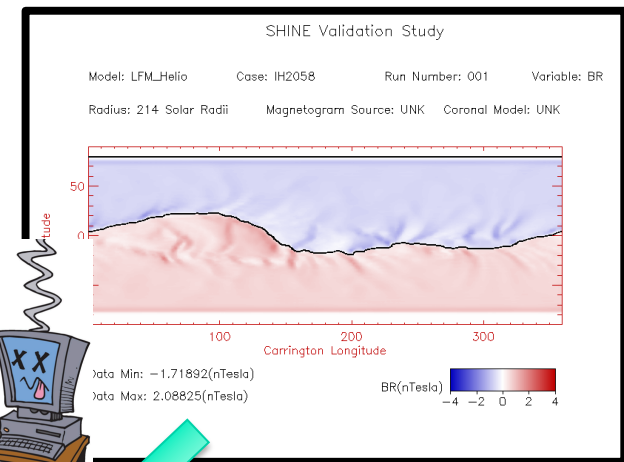 SHINE Validation Study
Model: LFM_Helio Case: IH2058 Run Number: 001 Variable: BR
Radius: 214 Solar Radii Magnetogram Source: UNK Coronal Model: UNK
50
0
100 200 300
Carrington Longitude
Min: -1.71892(nTesla)
Max: 2.08825(nTesla)
BR(nTesla)
-4 -2 0 2 4
X X